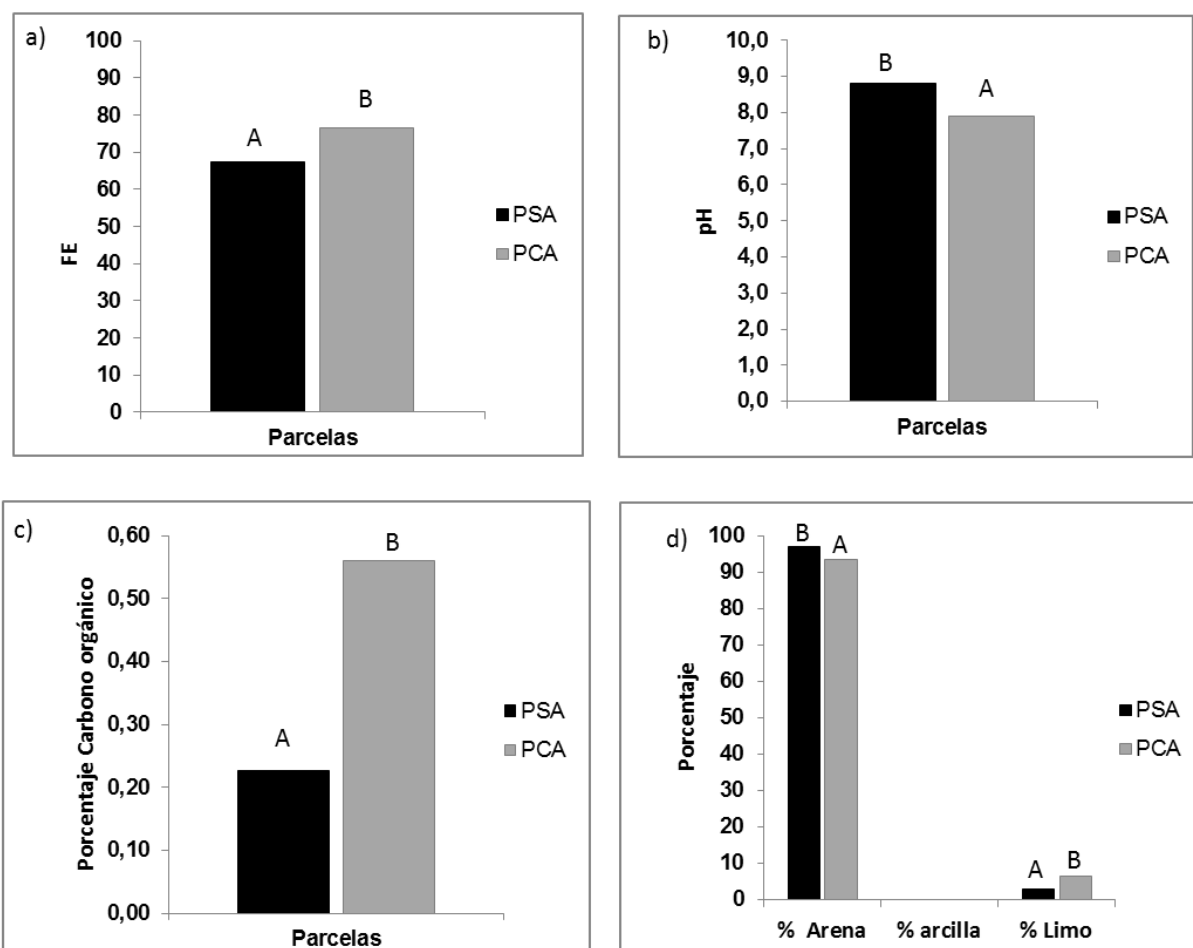 a)
100
90
80
70
60
50
40
30
20
10
0
FE
A
B
Parcelas
PSA
PCA
b)
10,0
9,0
8,0
7,0
6,0
5,0
4,0
3,0
2,0
1,0
0,0
pH
B
A
Parcelas
PSA
PCA
c)
0,60
0,50
0,40
0,30
0,20
0,10
0,00
Porcentaje Carbono orgánico
A
B
Parcelas
PSA
PCA
d)
100
90
80
70
60
50
40
30
20
10
0
Porcentaje
B
A
A
B
% Arena
% arcilla
% Limo
PSA
PCA